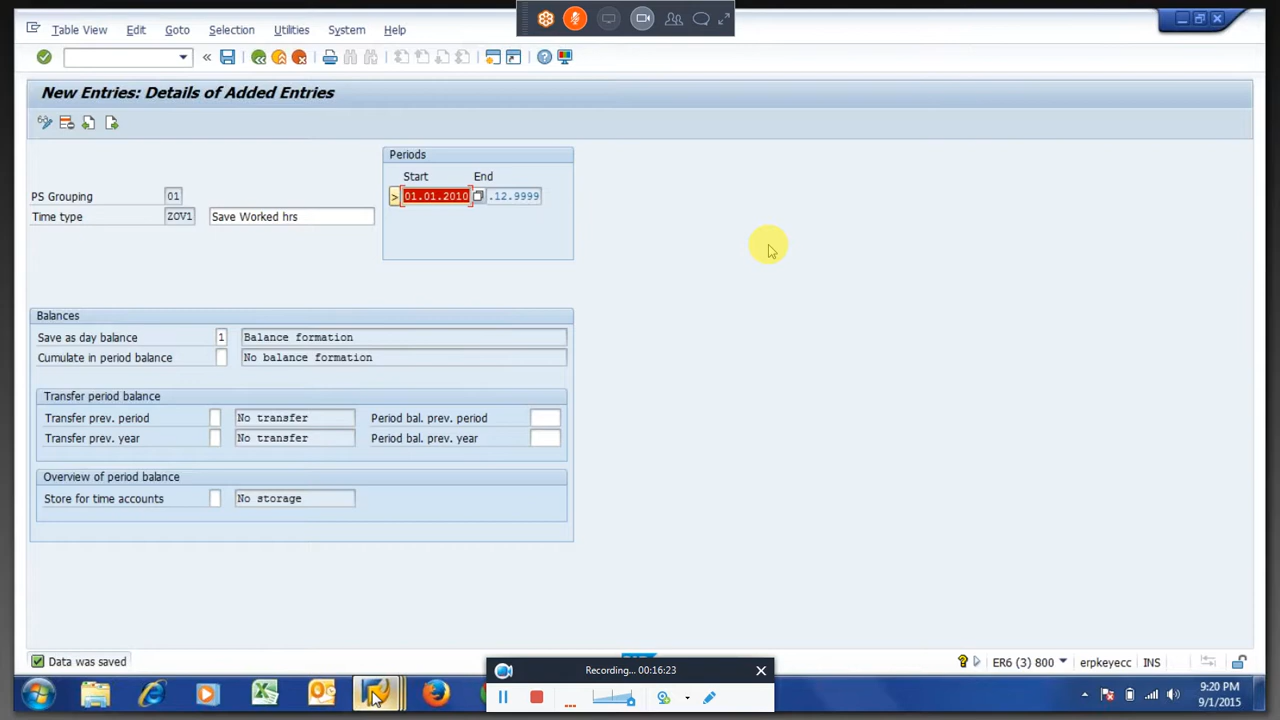 Table View Edit Goto Selection Utilities System Help
New Entries: Details of Added Entries
Periods
Start End
PS Grouping 01
> 01.01.2010 .12.9999
Time type ZOV1 Save Worked hrs
Balances
Save as day balance 1 Balance formation
Cumulate in period balance No balance formation
Transfer period balance
Transfer prev. period No transfer Period bal. prev. period
Transfer prev. year No transfer Period bal. prev. year
Overview of period balance
Store for time accounts No storage
Data was saved
ER6 (3) 800 erpkeyecc INS
Recording... 00:16:23
9:20 PM
9/1/2015